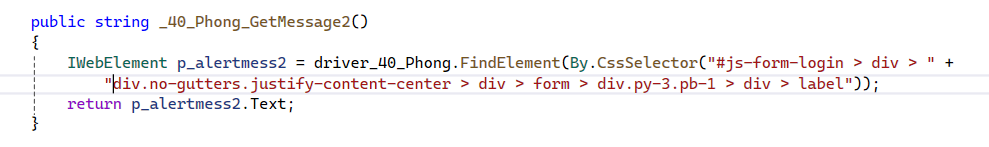 public string _40_Phong_GetMessage2()
{
IWebElement p_alertmess2 = driver_40_Phong.FindElement(By.CssSelector("#js-form-login > div > " +
"div.no-gutters.justify-content-center > div > form > div.py-3.pb-1 > div > label"));
return p_alertmess2.Text;
}